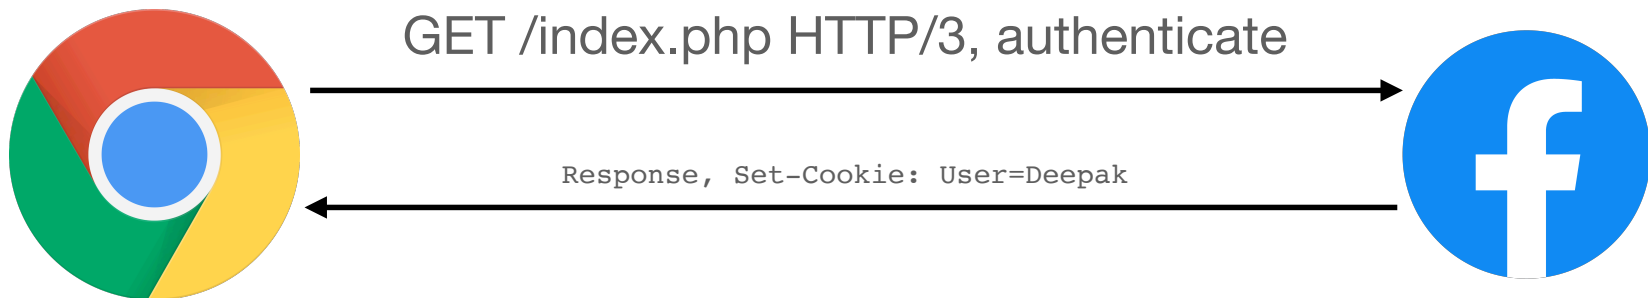 GET /index.php HTTP/3, authenticate
Response, Set-Cookie: User=Deepak